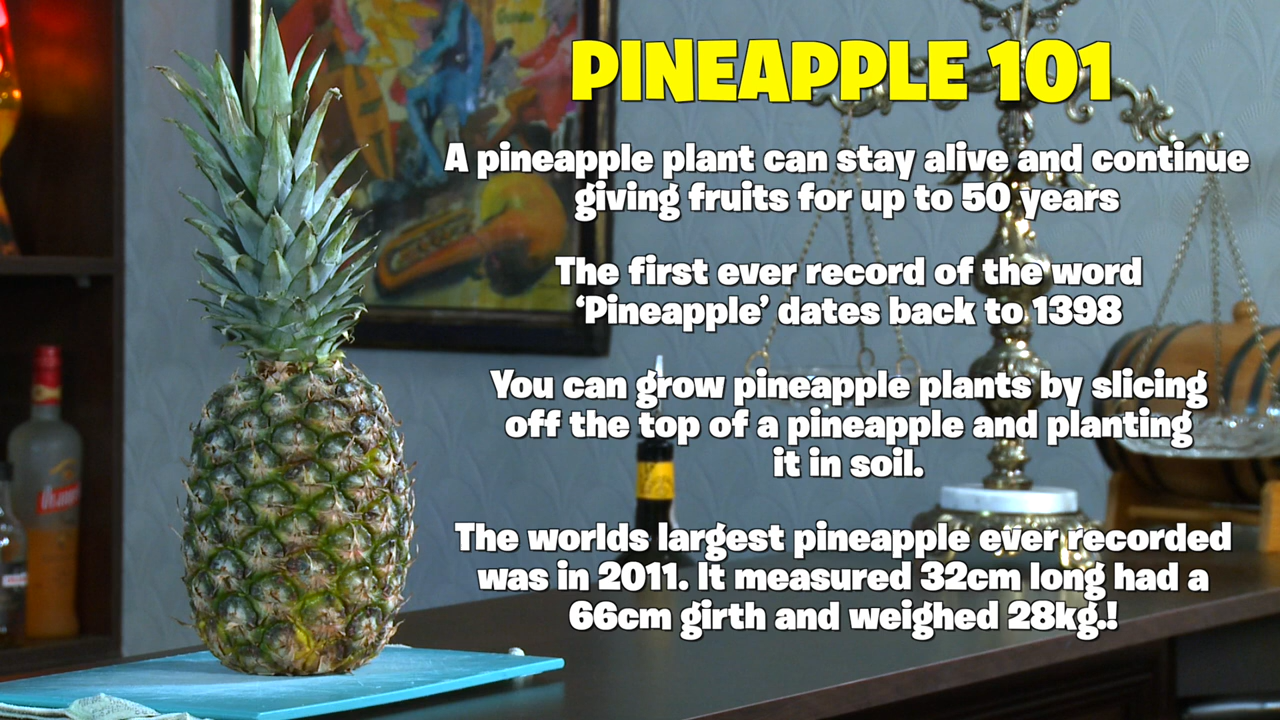 PINEAPPLE 101
A pineapple plant can stay alive and continue
giving fruits for up to 50 years
The first ever record of the word
‘Pineapple’ dates back to 1398
You can grow pineapple plants by slicing
off the top of a pineapple and planting
it in soil.
The worlds largest pineapple ever recorded
was in 2011. It measured 32cm long had a
66cm girth and weighed 28kg.!